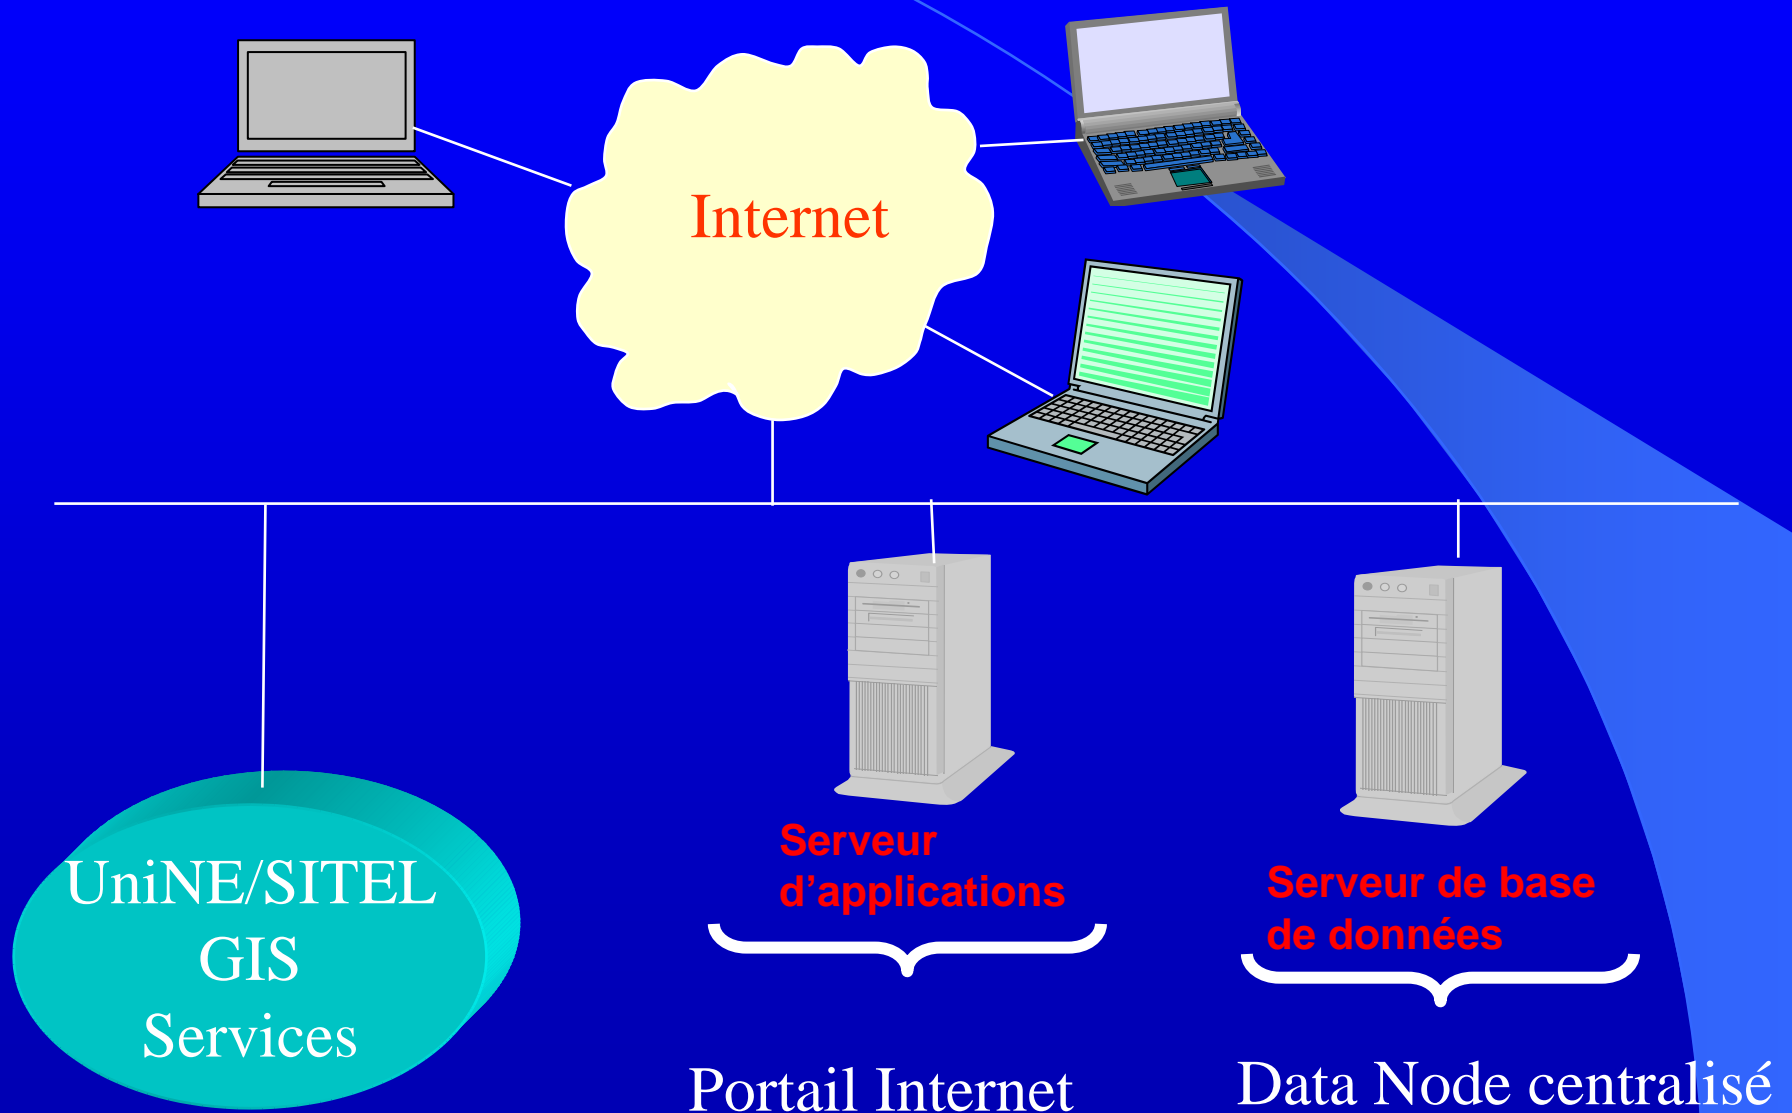 Internet
Serveur
d’applications
Serveur de base
de données
UniNE/SITEL
GIS
Services
Portail Internet
Data Node centralisé